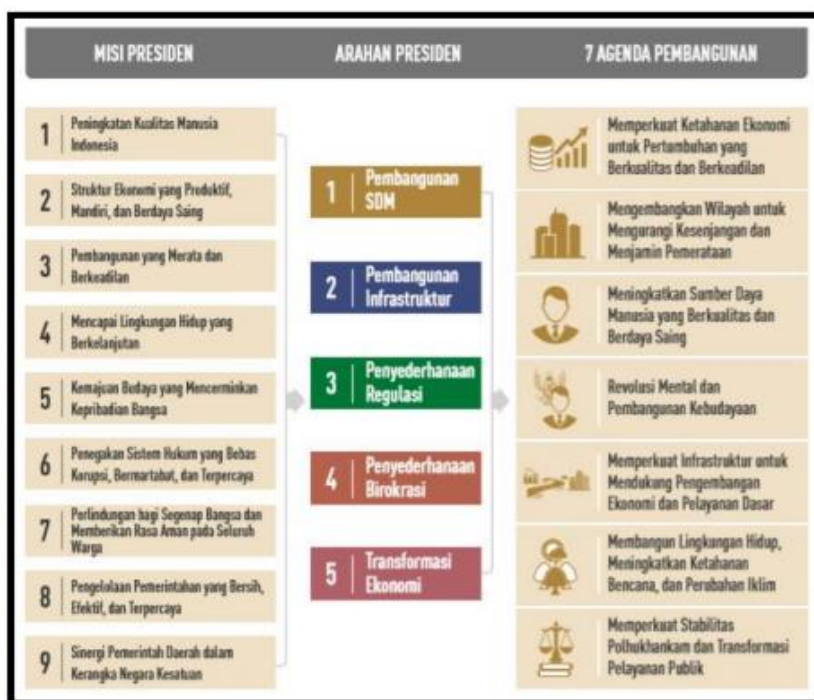 MISI PRESIDEN
ARAHAN PRESIDEN
7 AGENDA PEMBANGUNAN
1
Peningkatan Kualitas Manusia
Indonesia
2
Struktur Ekonomi yang Produktif,
Mandiri, dan Berdaya Saing
3
Pembangunan yang Merata dan
Berkeadilan
4
Mencapai Lingkungan Hidup yang
Berkelanjutan
5
Kemajuan Budaya yang Mencerminkan
Kepribadian Bangsa
6
Penegakan Sistem Hukum yang Bebas
Korupsi, Bermartabat, dan Terpercaya
7
Perlindungan bagi Segenap Bangsa dan
Memberikan Rasa Aman pada Seluruh
Warga
8
Pengelolaan Pemerintahan yang Bersih,
Efektif, dan Terpercaya
9
Sinergi Pemerintah Daerah dalam
Kerangka Negara Kesatuan
1
Pembangunan
SDM
2
Pembangunan
Infrastruktur
3
Penyederhanaan
Regulasi
4
Penyederhanaan
Birokrasi
5
Transformasi
Ekonomi
Memperkuat Ketahanan Ekonomi
untuk Pertumbuhan yang
Berkualitas dan Berkeadilan
Mengembangkan Wilayah untuk
Mengurangi Kesenjangan dan
Menjamin Pemerataan
Meningkatkan Sumber Daya
Manusia yang Berkualitas dan
Berdaya Saing
Revolusi Mental dan
Pembangunan Kebudayaan
Memperkuat Infrastruktur untuk
Mendukung Pengembangan
Ekonomi dan Pelayanan Dasar
Membangun Lingkungan Hidup,
Meningkatkan Ketahanan
Bencana, dan Perubahan Iklim
Memperkuat Stabilitas
Polhukhankam dan Transformasi
Pelayanan Publik